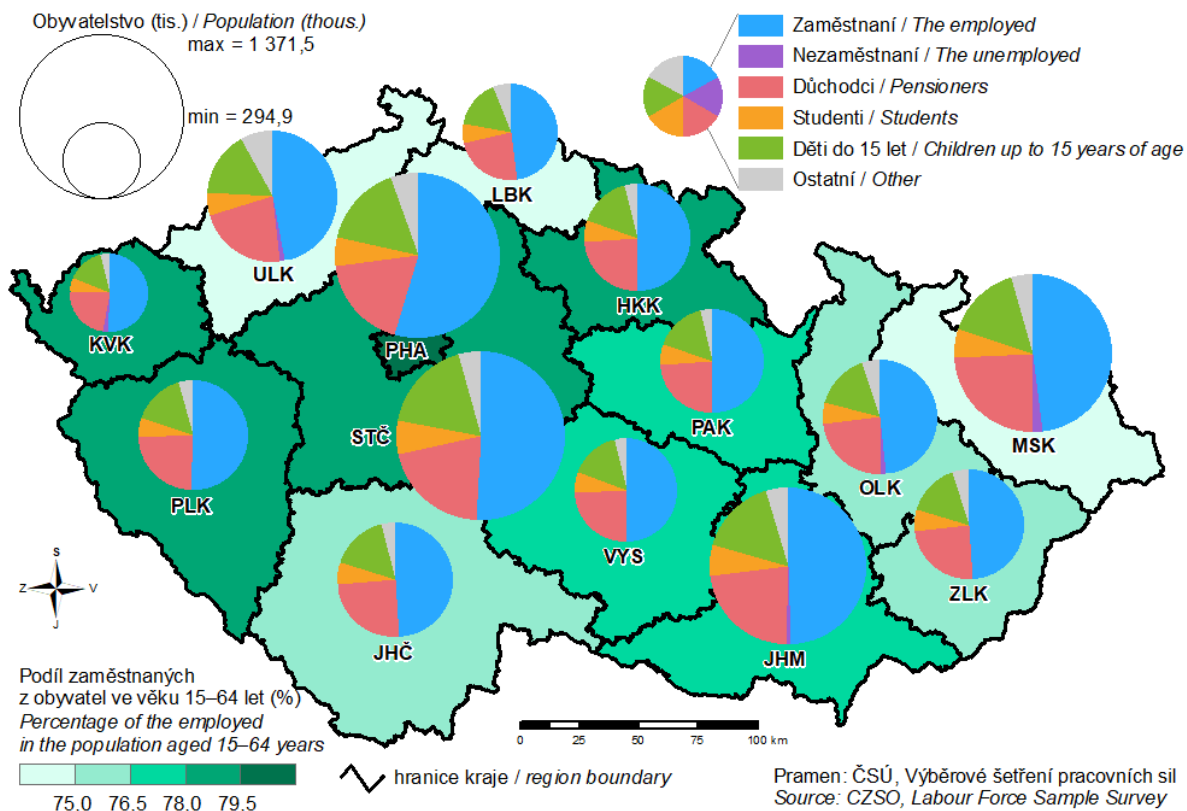 Obyvatelstvo (tis.) / Population (thous.)
max = 1 371,5
min = 294,9
Zaměstnaní / The employed
Nezaměstnaní / The unemployed
Důchodci / Pensioners
Studenti / Students
Děti do 15 let / Children up to 15 years of age
Ostatní / Other
LBK
ULK
HKK
KVK
PHA
PAK
STČ
MSK
OLK
PLK
VYS
ZLK
JHČ
JHM
S
Z
V
J
Podíl zaměstnaných
z obyvatel ve věku 15–64 let (%)
Percentage of the employed
in the population aged 15–64 years
75.0 76.5 78.0 79.5
hranice kraje / region boundary
0 25 50 75 100 km
Pramen: ČSÚ, Výběrové šetření pracovních sil
Source: CZSO, Labour Force Sample Survey